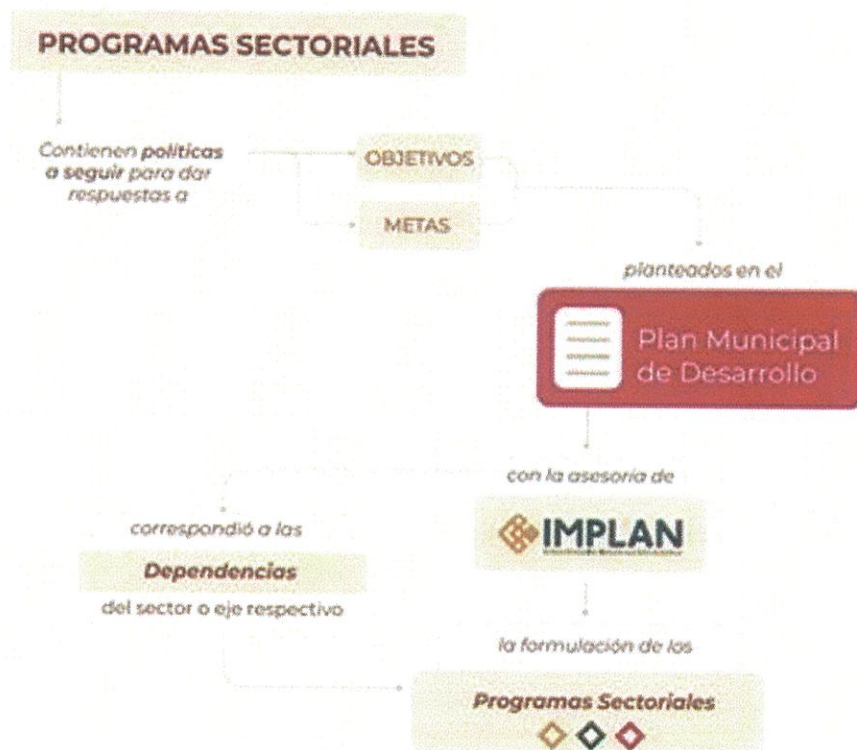 PROGRAMAS SECTORIALES
Contienen políticas
a seguir para dar
respuestas a
OBJETIVOS
METAS
planteados en el
Plan Municipal
de Desarrollo
con la asesoría de
IMPLAN
correspondió a las
Dependencias
del sector o eje respectivo
la formulación de los
Programas Sectoriales